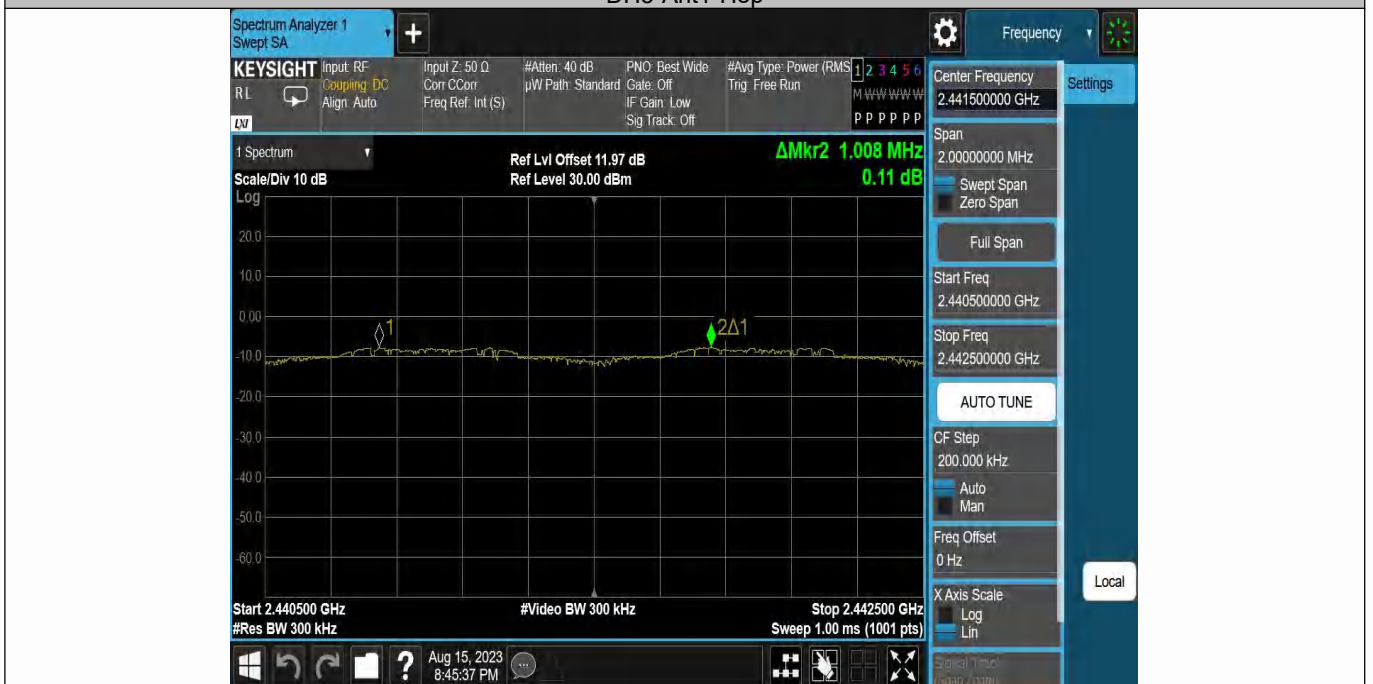 Spectrum Analyzer 1
Swept SA
Frequency
KEYSIGHT
RL
LXI
Input: RF
Coupling: DC
Align: Auto
Input Z: 50 Ω
Corr CCorr
Freq Ref: Int (S)
#Atten: 40 dB
µW Path: Standard
PNO: Best Wide
Gate: Off
IF Gain: Low
Sig Track: Off
#Avg Type: Power (RMS
Trig: Free Run
1 2 3 4 5 6
M W W W W W
P P P P P P
1 Spectrum
Scale/Div 10 dB
Log
Ref Lvl Offset 11.97 dB
Ref Level 30.00 dBm
ΔMkr2 1.008 MHz
0.11 dB
20.0
10.0
0.00
-10.0
-20.0
-30.0
-40.0
-50.0
-60.0
1
2Δ1
Start 2.440500 GHz
#Res BW 300 kHz
#Video BW 300 kHz
Stop 2.442500 GHz
Sweep 1.00 ms (1001 pts)
Center Frequency
2.441500000 GHz
Settings
Span
2.00000000 MHz
Swept Span
Zero Span
Full Span
Start Freq
2.440500000 GHz
Stop Freq
2.442500000 GHz
AUTO TUNE
CF Step
200.000 kHz
Auto
Man
Freq Offset
0 Hz
X Axis Scale
Log
Lin
Local
Signal Track
(Span Zoom)
?
Aug 15, 2023
8:45:37 PM